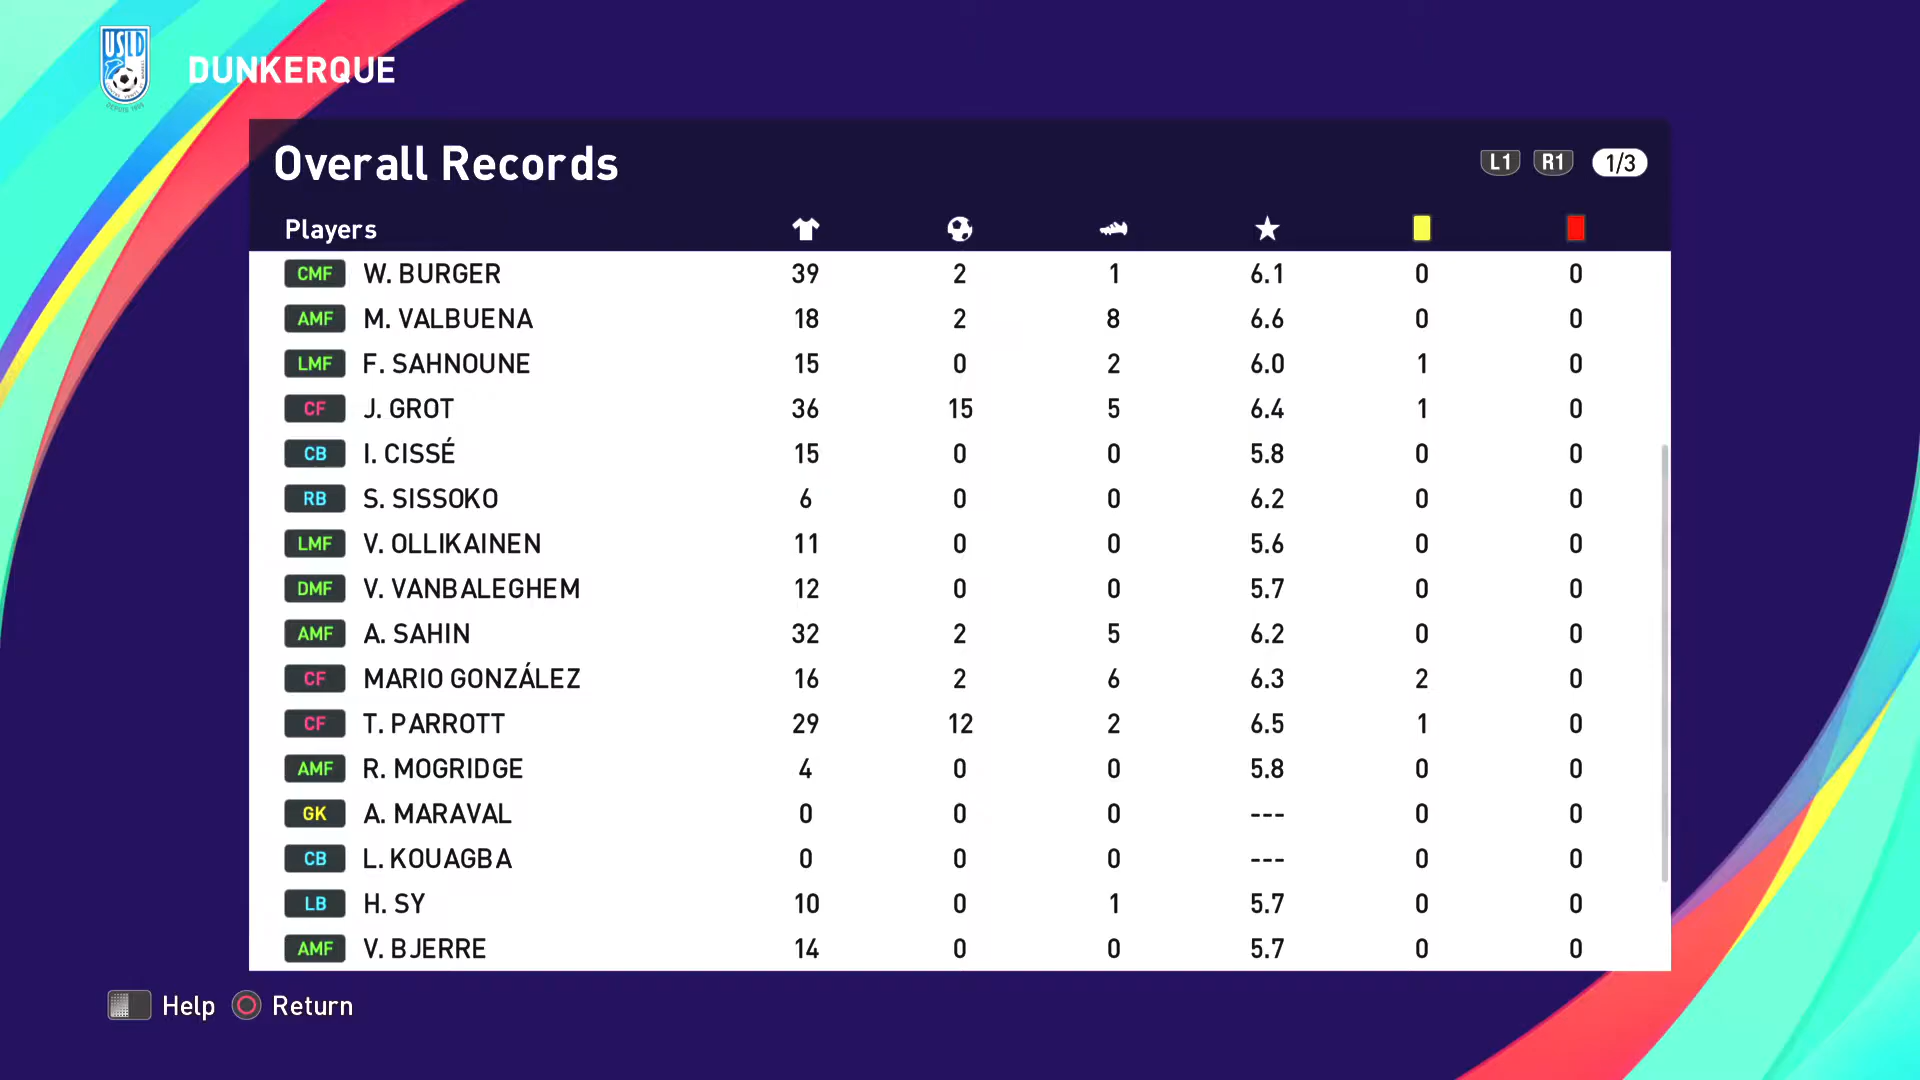 USLD
DUNKERQUE
Overall Records
L1 R1 1/3
Players
CMF W. BURGER 39 2 1 6.1 0 0
AMF M. VALBUENA 18 2 8 6.6 0 0
LMF F. SAHNOUNE 15 0 2 6.0 1 0
CF J. GROT 36 15 5 6.4 1 0
CB I. CISSÉ 15 0 0 5.8 0 0
RB S. SISSOKO 6 0 0 6.2 0 0
LMF V. OLLIKAINEN 11 0 0 5.6 0 0
DMF V. VANBALEGHEM 12 0 0 5.7 0 0
AMF A. SAHIN 32 2 5 6.2 0 0
CF MARIO GONZÁLEZ 16 2 6 6.3 2 0
CF T. PARROTT 29 12 2 6.5 1 0
AMF R. MOGRIDGE 4 0 0 5.8 0 0
GK A. MARAVAL 0 0 0 --- 0 0
CB L. KOUAGBA 0 0 0 --- 0 0
LB H. SY 10 0 1 5.7 0 0
AMF V. BJERRE 14 0 0 5.7 0 0
Help Return